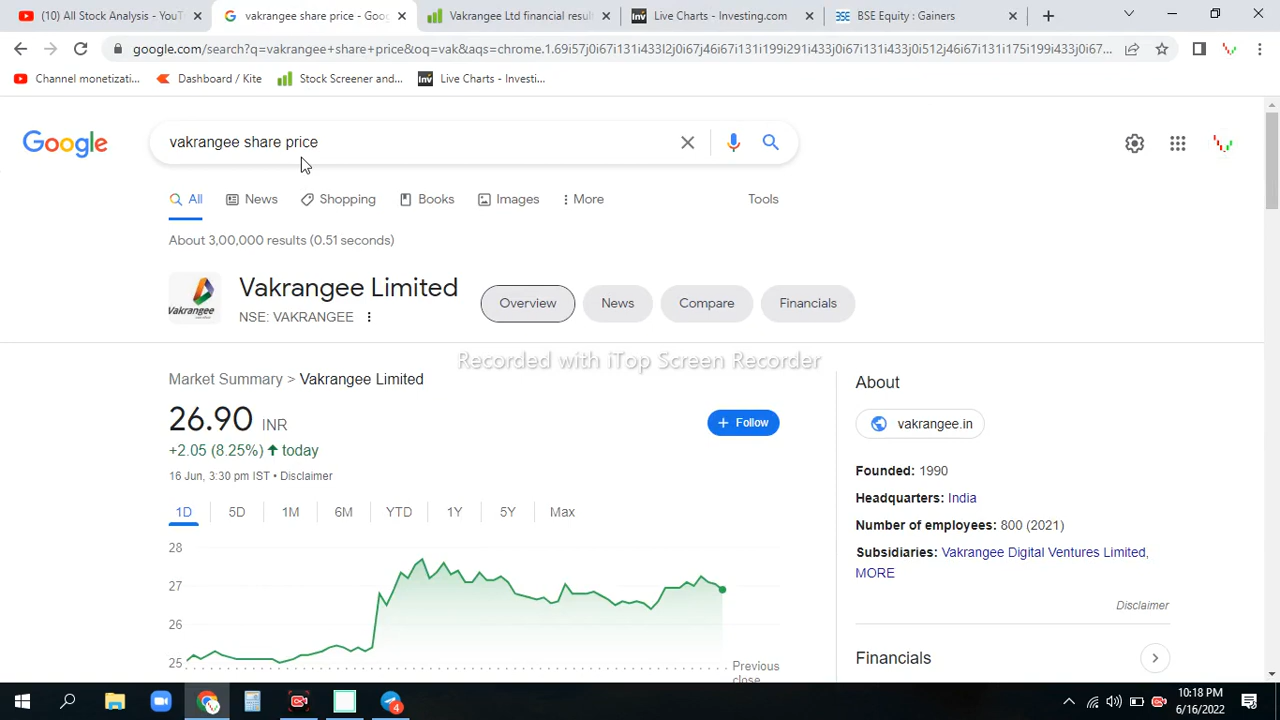 (10) All Stock Analysis - YouT
vakrangee share price - Goo
Vakrangee Ltd financial result
Live Charts - Investing.com
BSE Equity : Gainers
google.com/search?q=vakrangee+share+price&oq=vak&aqs=chrome.1.69i57j0i67i131i433l2j0i67j46i67i131i199i291i433j0i67i131i433j0i512j46i67i131i175i199i433j0i67...
Channel monetizati...
Dashboard / Kite
Stock Screener and...
Live Charts - Investi...
Google
vakrangee share price
All
News
Shopping
Books
Images
More
Tools
About 3,00,000 results (0.51 seconds)
Vakrangee
Vakrangee Limited
NSE: VAKRANGEE
Overview
News
Compare
Financials
Recorded with iTop Screen Recorder
Market Summary > Vakrangee Limited
26.90 INR
+ Follow
+2.05 (8.25%) ↑ today
16 Jun, 3:30 pm IST • Disclaimer
1D
5D
1M
6M
YTD
1Y
5Y
Max
28
27
26
25
Previous
close
About
vakrangee.in
Founded: 1990
Headquarters: India
Number of employees: 800 (2021)
Subsidiaries: Vakrangee Digital Ventures Limited,
MORE
Disclaimer
Financials
4
10:18 PM
6/16/2022